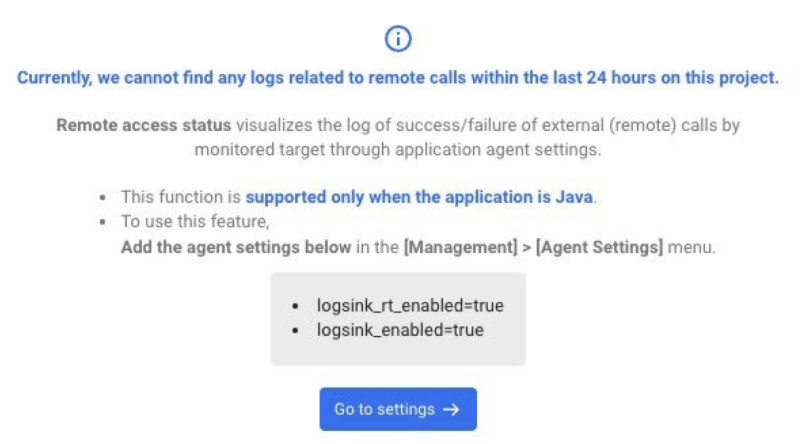 Currently, we cannot find any logs related to remote calls within the last 24 hours on this project.
Remote access status visualizes the log of success/failure of external (remote) calls by
monitored target through application agent settings.
• This function is supported only when the application is Java.
• To use this feature,
Add the agent settings below in the [Management] > [Agent Settings] menu.
• logsink_rt_enabled=true
• logsink_enabled=true
Go to settings →